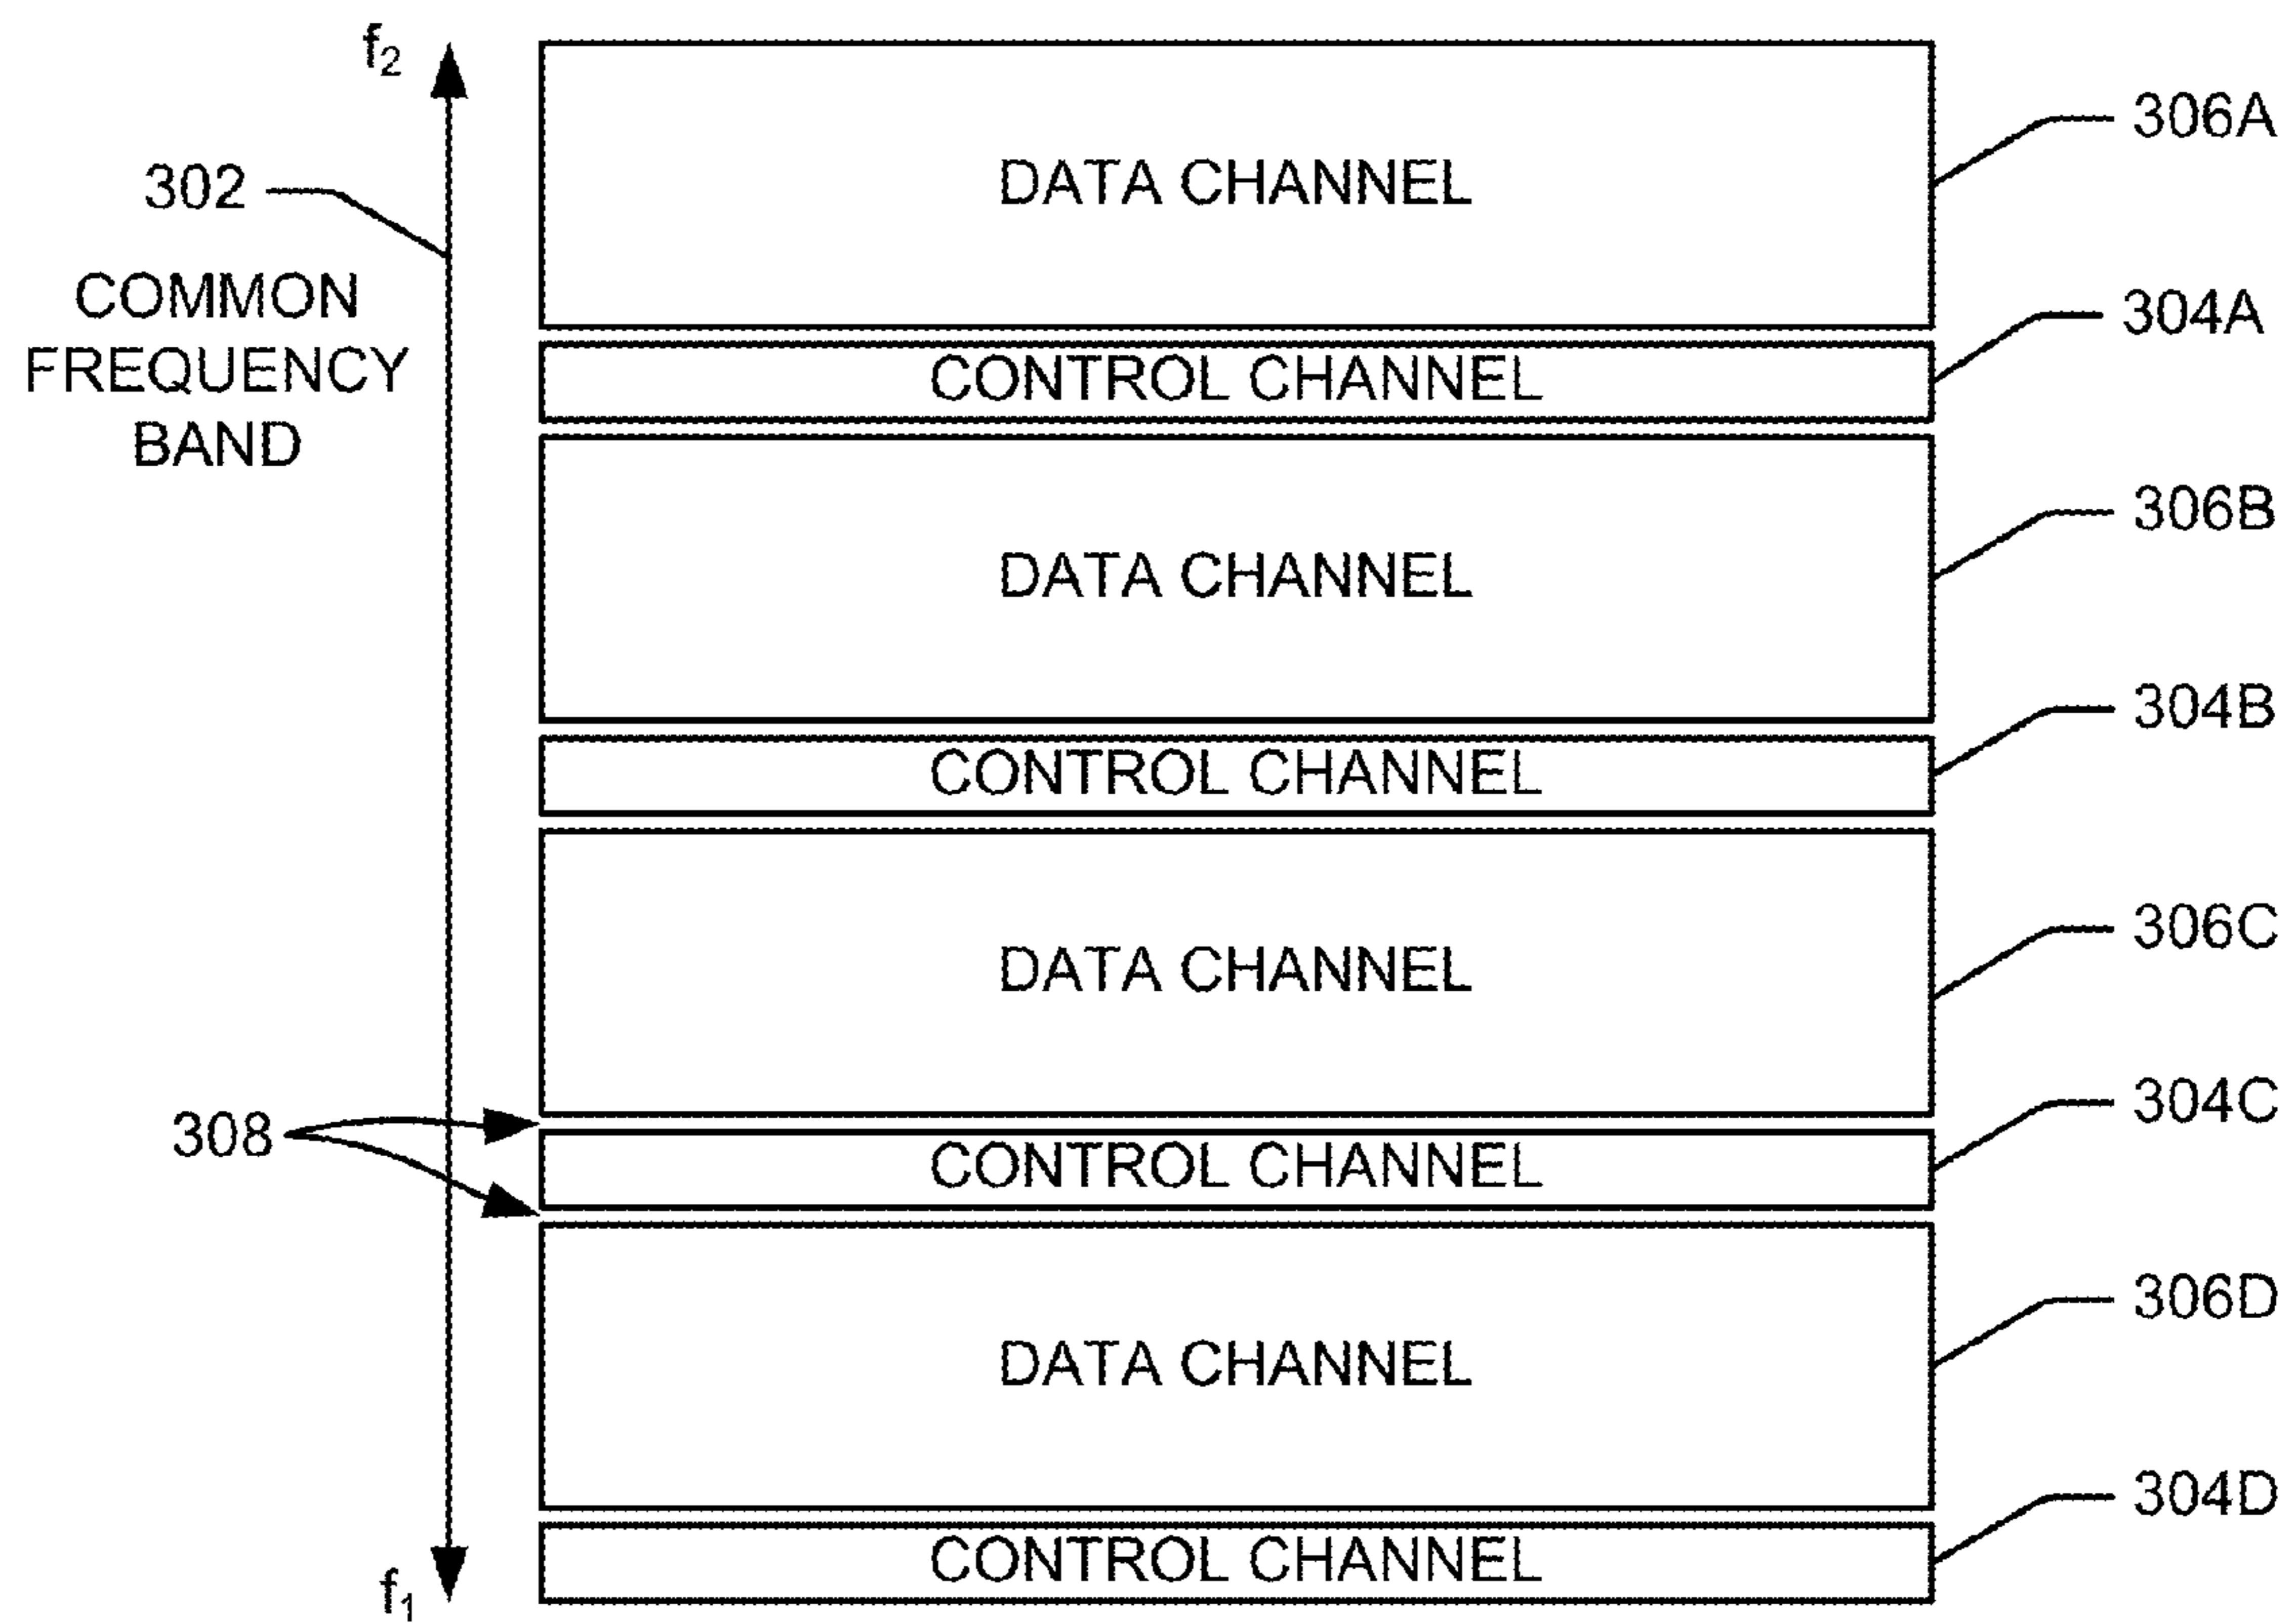 f2
306A
DATA CHANNEL
302
COMMON
FREQUENCY
BAND
304A
CONTROL CHANNEL
306B
DATA CHANNEL
304B
CONTROL CHANNEL
306C
DATA CHANNEL
304C
308
CONTROL CHANNEL
306D
DATA CHANNEL
304D
CONTROL CHANNEL
f1